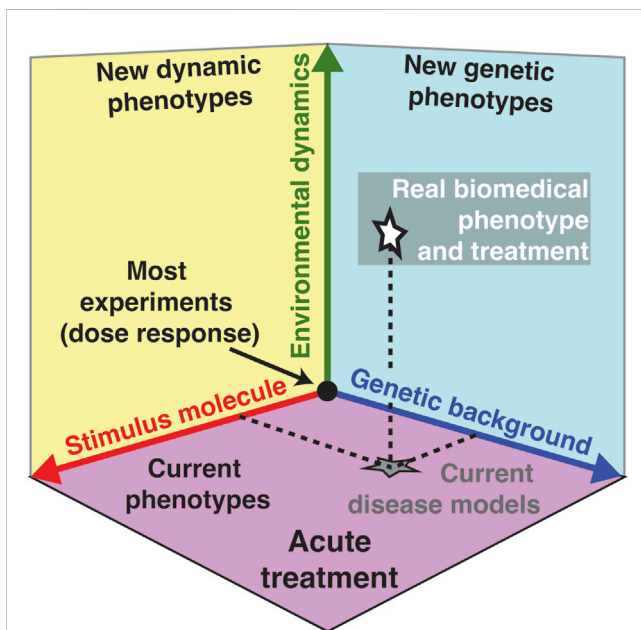 New dynamic
phenotypes
New genetic
phenotypes
Environmental dynamics
Real biomedical
phenotype
and treatment
Most
experiments
(dose response)
Stimulus molecule
Genetic background
Current
phenotypes
Current
disease models
Acute
treatment